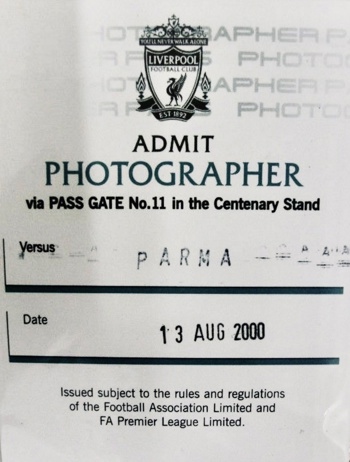 YOU'LL NEVER WALK ALONE
LIVERPOOL
FOOTBALL CLUB
EST 1892
ADMIT
PHOTOGRAPHER
via PASS GATE No.11 in the Centenary Stand
Versus
PARMA
Date
13 AUG 2000
Issued subject to the rules and regulations
of the Football Association Limited and
FA Premier League Limited.